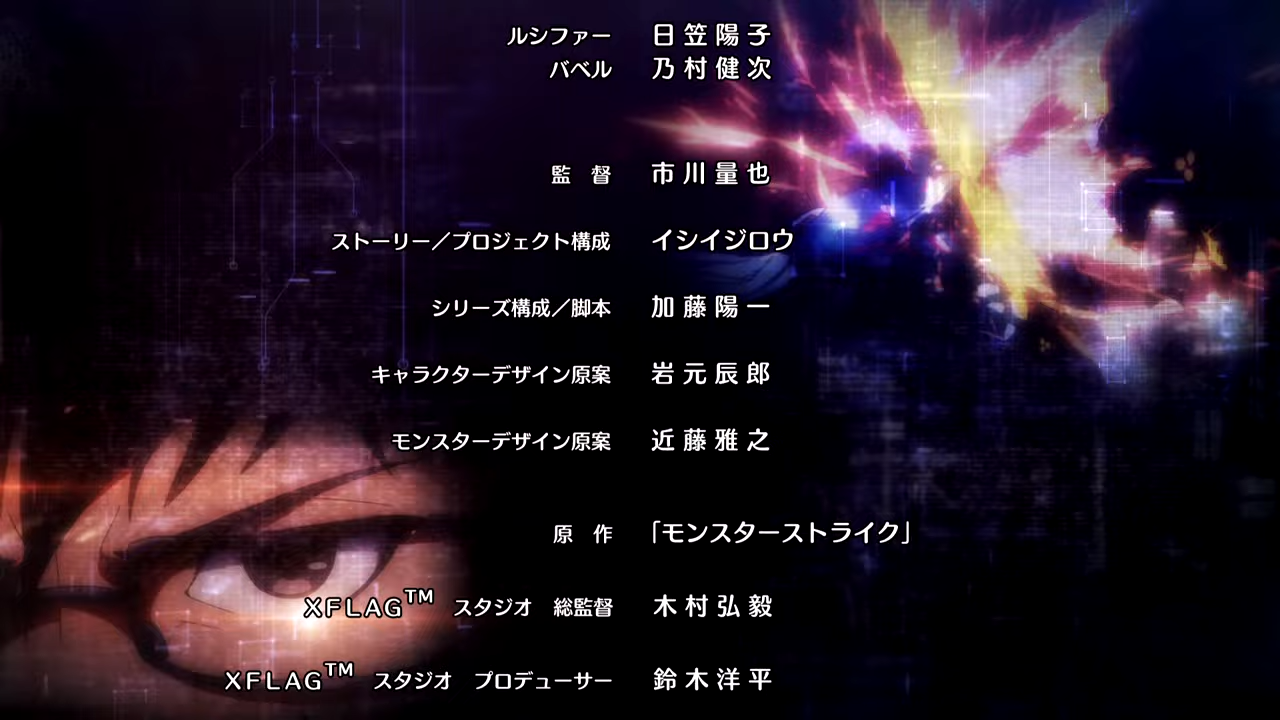 ルシファー 日笠陽子
バベル 乃村健次
監督 市川量也
ストーリー／プロジェクト構成 イシイジロウ
シリーズ構成／脚本 加藤陽一
キャラクターデザイン原案 岩元辰郎
モンスターデザイン原案 近藤雅之
原作 「モンスターストライク」
XFLAG™ スタジオ 総監督 木村弘毅
XFLAG™ スタジオ プロデューサー 鈴木洋平